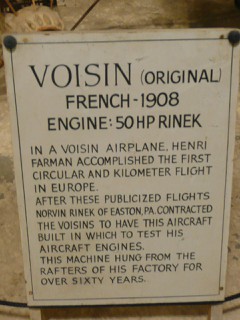 VOISIN (ORIGINAL)
FRENCH-1908
ENGINE: 50 HP RINEK
IN A VOISIN AIRPLANE, HENRI
FARMAN ACCOMPLISHED THE FIRST
CIRCULAR AND KILOMETER FLIGHT
IN EUROPE.
AFTER THESE PUBLICIZED FLIGHTS
NORVIN RINEK OF EASTON, PA. CONTRACTED
THE VOISINS TO HAVE THIS AIRCRAFT
BUILT IN WHICH TO TEST HIS
AIRCRAFT ENGINES.
THIS MACHINE HUNG FROM THE
RAFTERS OF HIS FACTORY FOR
OVER SIXTY YEARS.